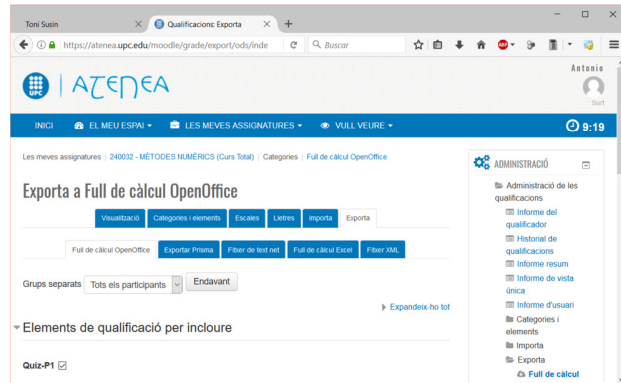 Toni Susin
Qualificacions: Exporta
https://atenea.upc.edu/moodle/grade/export/ods/inde
Buscar
UPC
ATENEA
Antonio
Surt
INICI
EL MEU ESPAI
LES MEVES ASSIGNATURES
VULL VEURE
9:19
Les meves assignatures | 240032 - MÈTODES NUMÈRICS (Curs Total) | Categories | Full de càlcul OpenOffice
Exporta a Full de càlcul OpenOffice
Visualització
Categories i elements
Escales
Lletres
Importa
Exporta
Full de càlcul OpenOffice
Exportar Prisma
Fitxer de text net
Full de càlcul Excel
Fitxer XML
Grups separats
Tots els participants
Endavant
Expandeix-ho tot
Elements de qualificació per incloure
Quiz-P1
ADMINISTRACIÓ
Administració de les
qualificacions
Informe del
qualificador
Historial de
qualificacions
Informe resum
Informe de vista
única
Informe d'usuari
Categories i
elements
Importa
Exporta
Full de càlcul